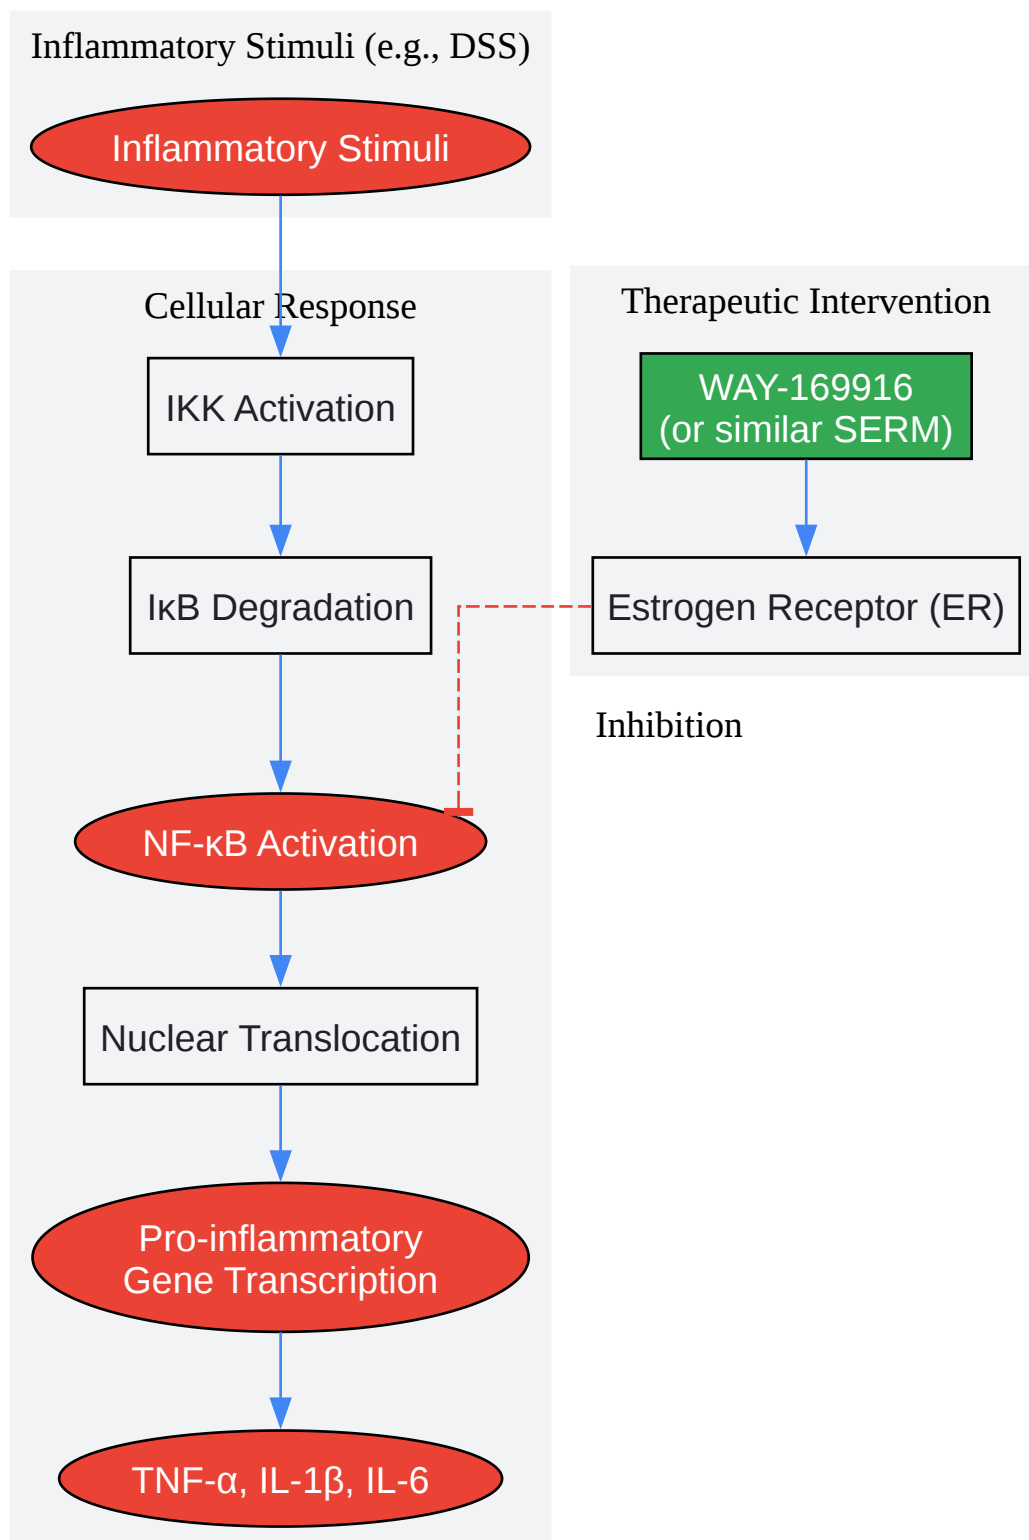 Inflammatory Stimuli (e.g., DSS)
Inflammatory Stimuli
Cellular Response
IKK Activation
IκB Degradation
NF-κB Activation
Nuclear Translocation
Pro-inflammatory
Gene Transcription
TNF-α, IL-1β, IL-6
Therapeutic Intervention
WAY-169916
(or similar SERM)
Estrogen Receptor (ER)
Inhibition